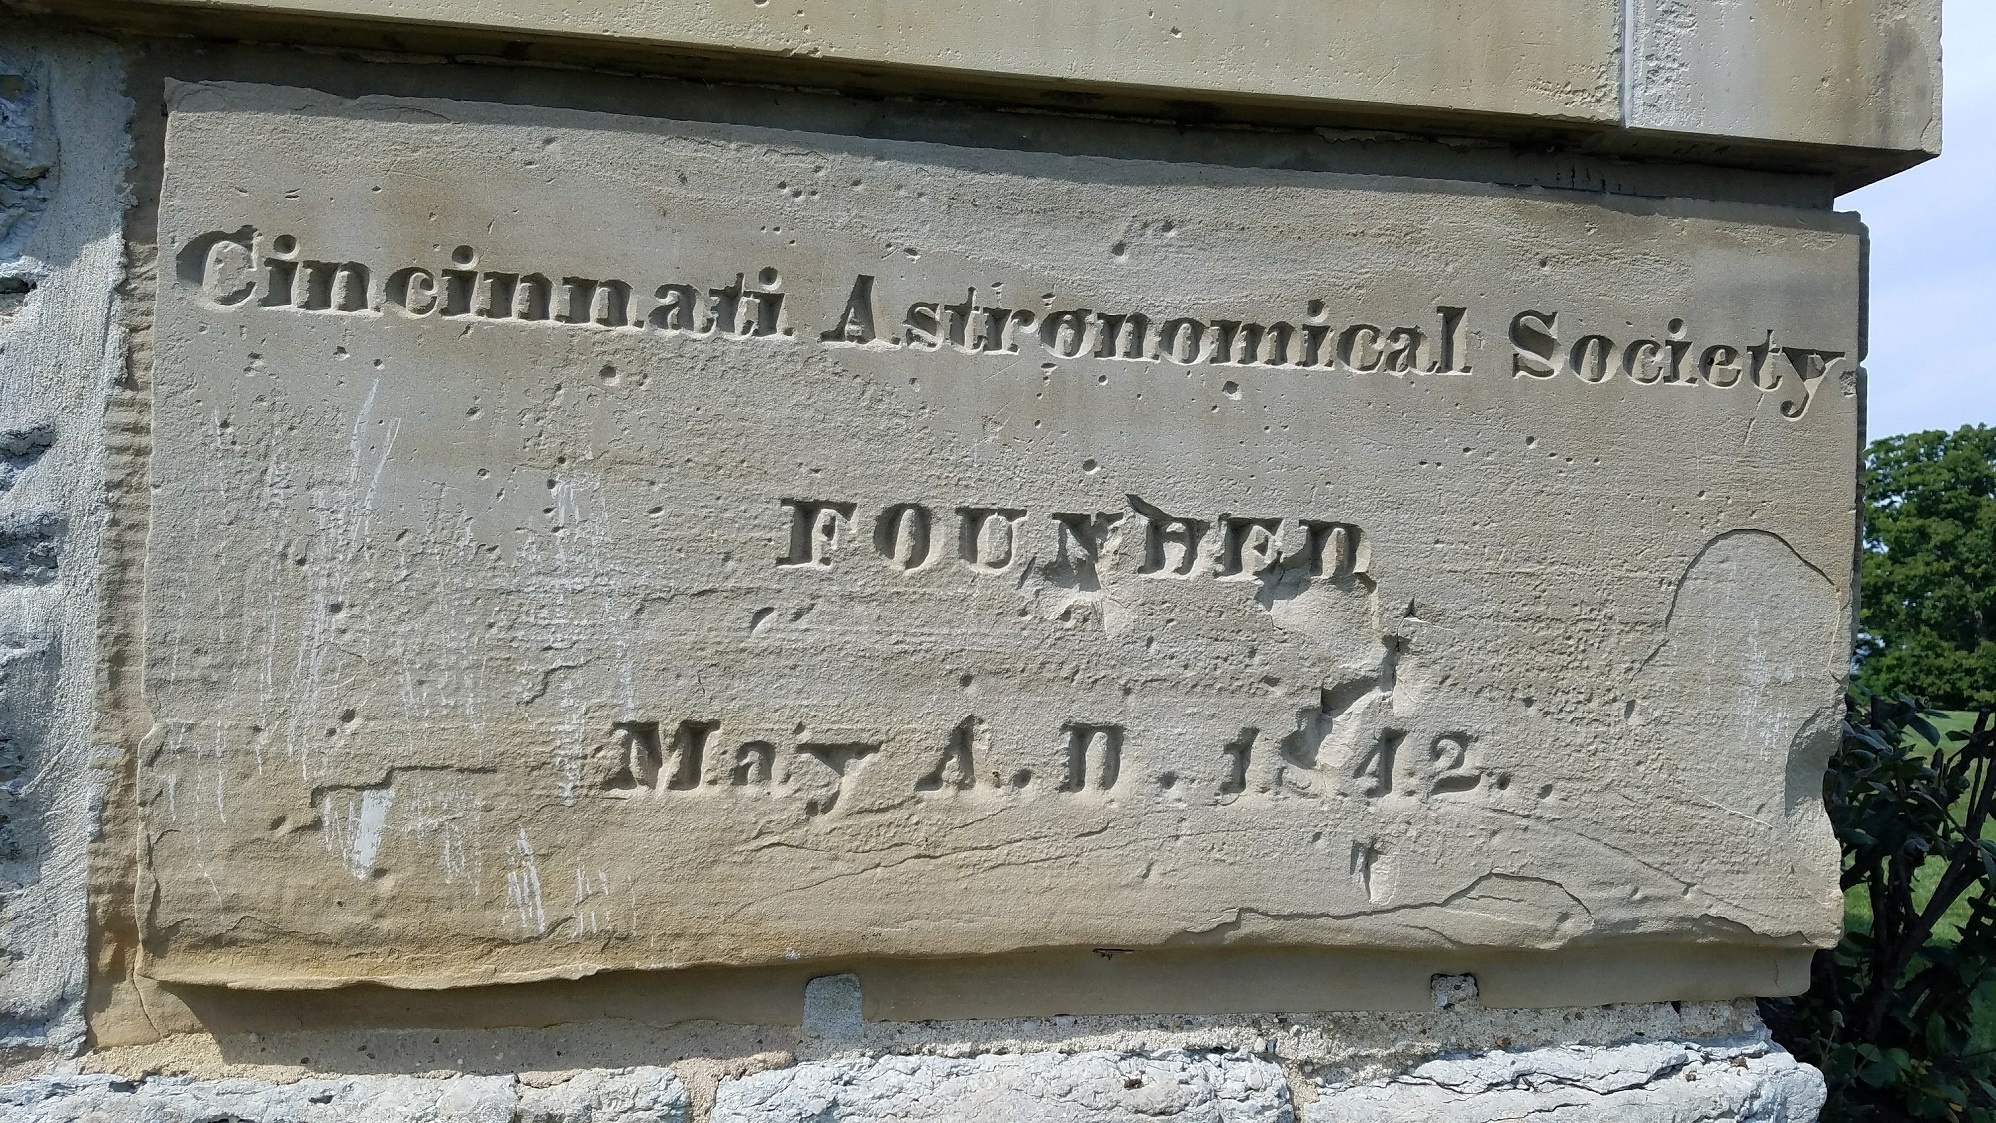 Cincinnati Astronomical Society
FOUNDED
May A.D. 1842.